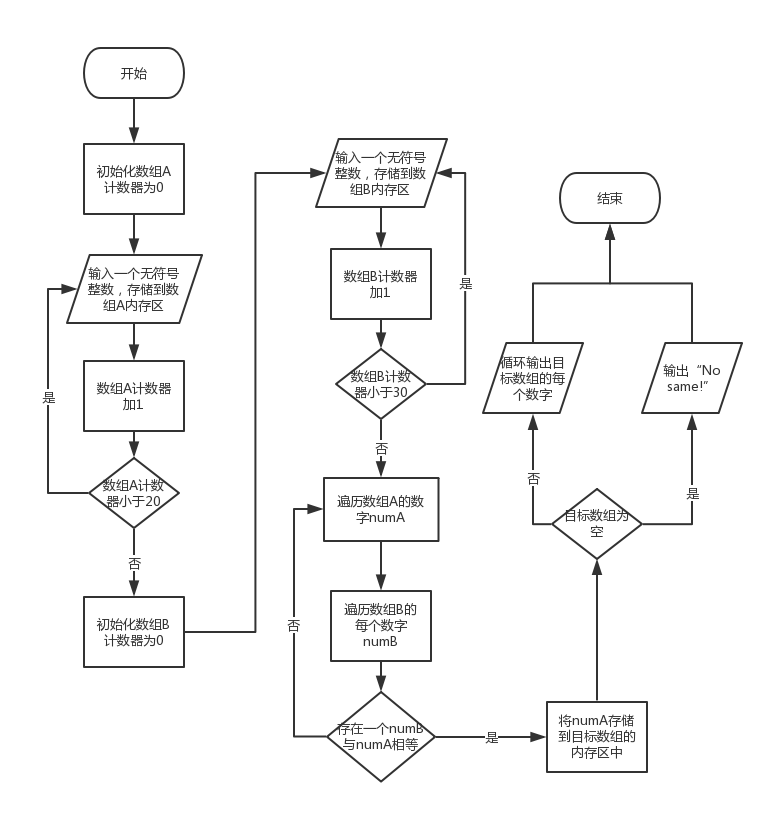 开始
初始化数组A
计数器为0
输入一个无符号
整数，存储到数
组A内存区
数组A计数器
加1
是
数组A计数
器小于20
否
初始化数组B
计数器为0
输入一个无符号
整数，存储到数
组B内存区
数组B计数器
加1
是
数组B计数
器小于30
否
遍历数组A的数
字numA
遍历数组B的
每个数字
numB
否
存在一个numB
与numA相等
是
将numA存储
到目标数组的
内存区中
目标数组为
空
否
是
循环输出目
标数组的每
个数字
输出“No
same!”
结束